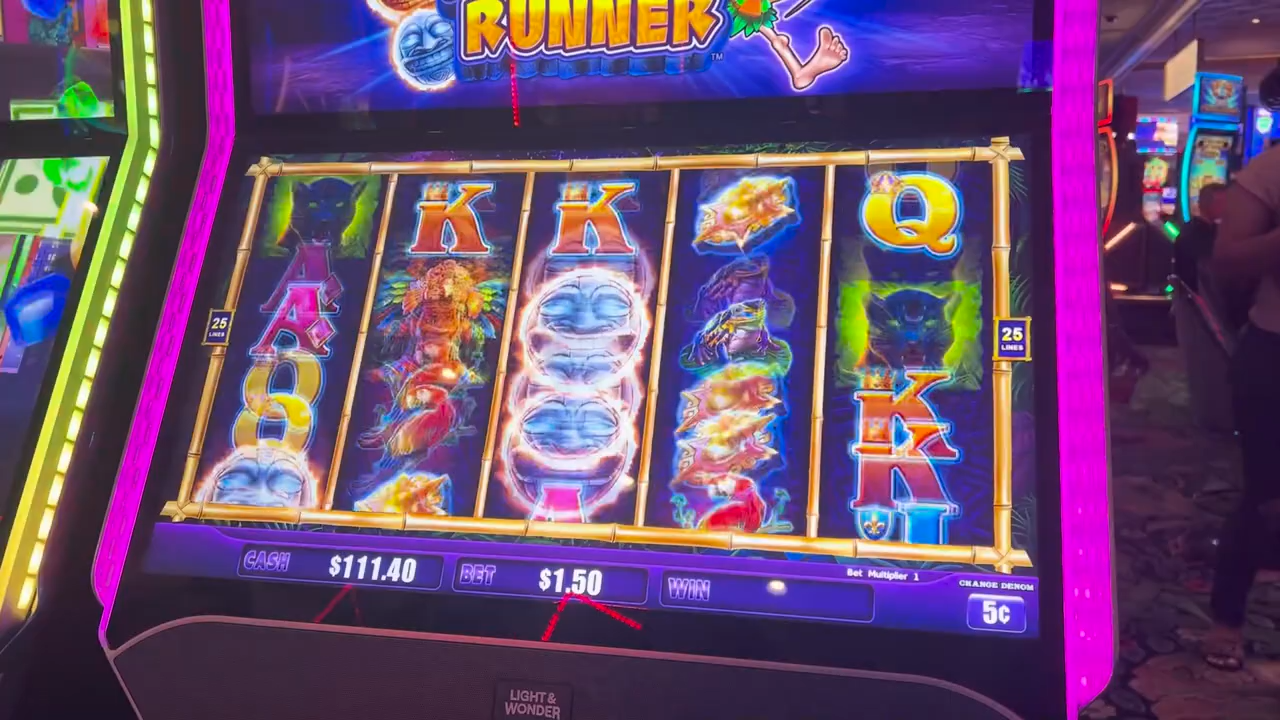 RUNNER
TM
K K Q
A
A
25
LINES
25
LINES
K
K
J
CASH $111.40 BET $1.50 WIN
Bet Multiplier 1
CHANGE DENOM
5¢
LIGHT &
WONDER